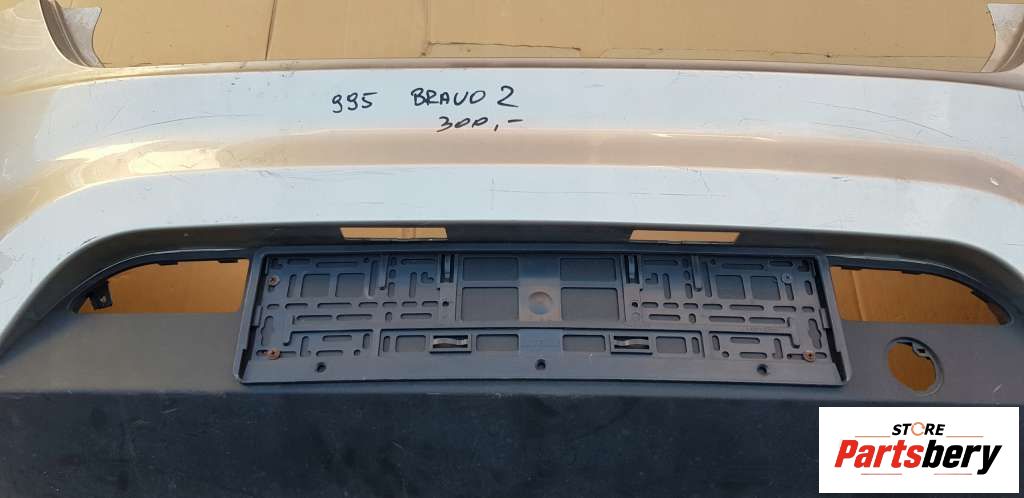 995 BRAVO 2
300,-
STORE
Partsbery